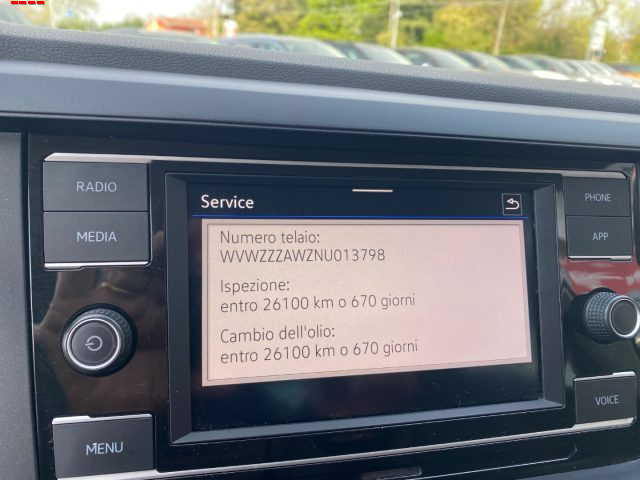 Service
RADIO
MEDIA
MENU
Numero telaio:
WVWZZZAWZNU013798
Ispezione:
entro 26100 km o 670 giorni
Cambio dell'olio:
entro 26100 km o 670 giorni
PHONE
APP
VOICE